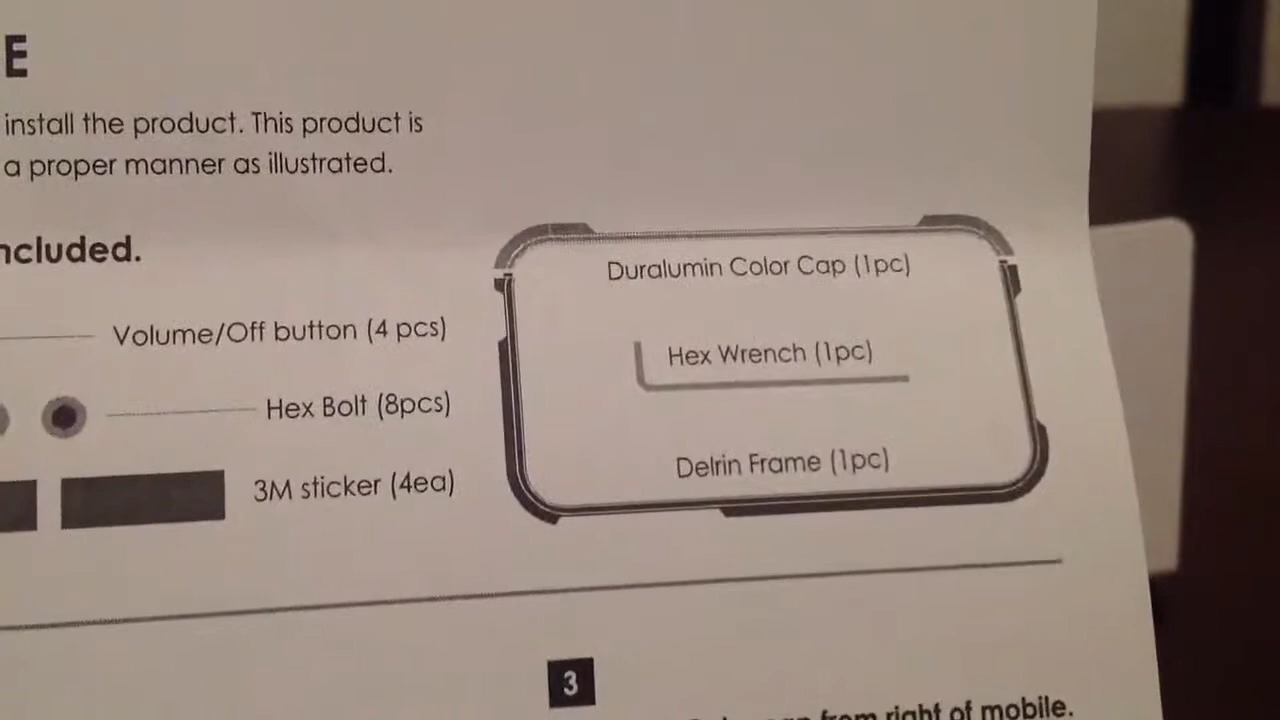 E
install the product. This product is
a proper manner as illustrated.
ncluded.
Volume/Off button (4 pcs)
Hex Bolt (8pcs)
3M sticker (4ea)
Duralumin Color Cap (1pc)
Hex Wrench (1pc)
Delrin Frame (1pc)
3
from right of mobile.